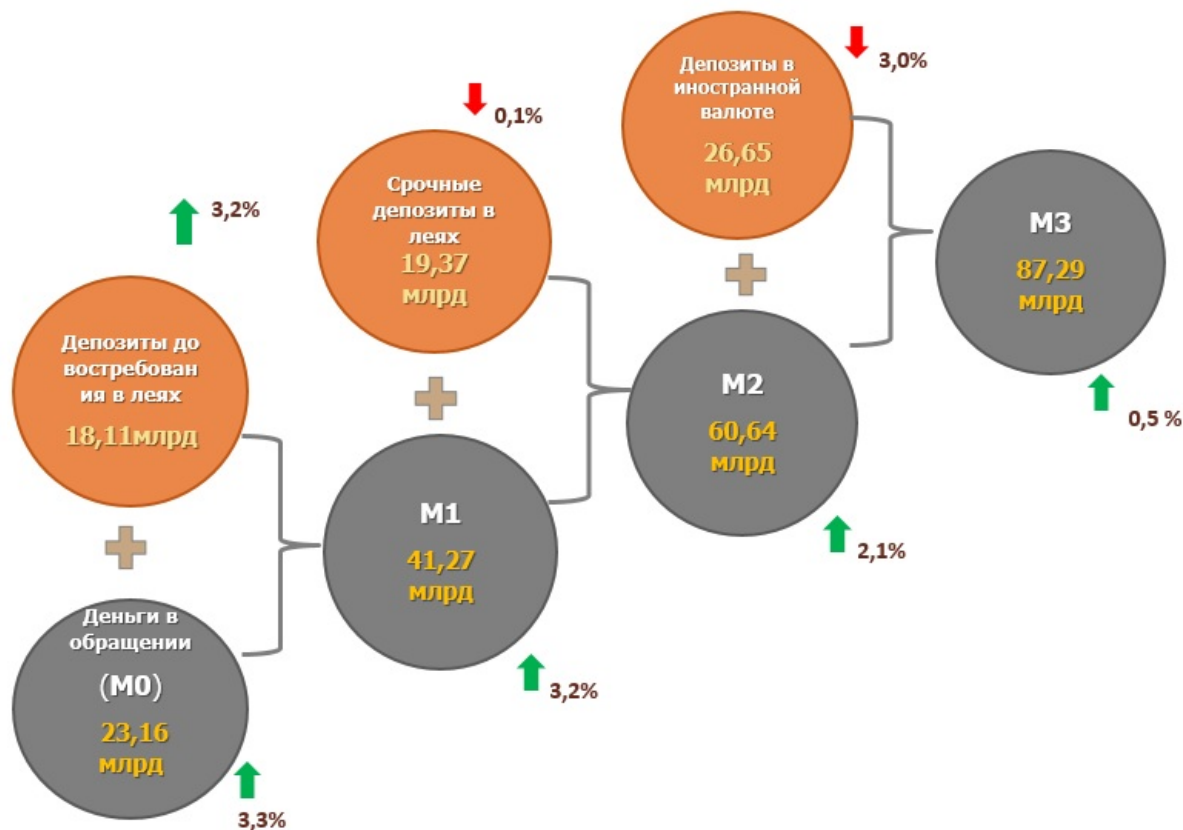 Депозиты в
иностранной
валюте
26,65
млрд
3,0%
0,1%
Срочные
депозиты в
леях
19,37
млрд
M3
87,29
млрд
0,5 %
3,2%
Депозиты до
востребован
ия в леях
18,11млрд
M2
60,64
млрд
2,1%
M1
41,27
млрд
3,2%
Деньги в
обращении
(M0)
23,16
млрд
3,3%